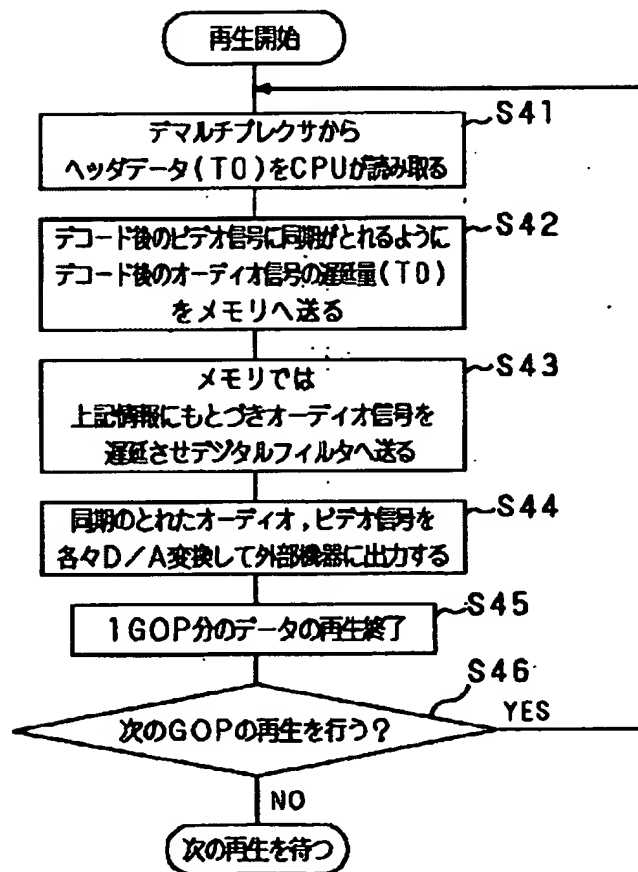 再生開始
S41
デマルチプレクサから
ヘッダデータ(TD)をCPUが読み取る
S42
デコード後のビデオ信号に同期がとれるように
デコード後のオーディオ信号の遅延量(TD)
をメモリへ送る
S43
メモリでは
上記情報にもとづきオーディオ信号を
遅延させデジタルフィルタへ送る
S44
同期のとれたオーディオ,ビデオ信号を
各々D/A変換して外部機器に出力する
S45
1GOP分のデータの再生終了
S46
次のGOPの再生を行う?
YES
NO
次の再生を待つ